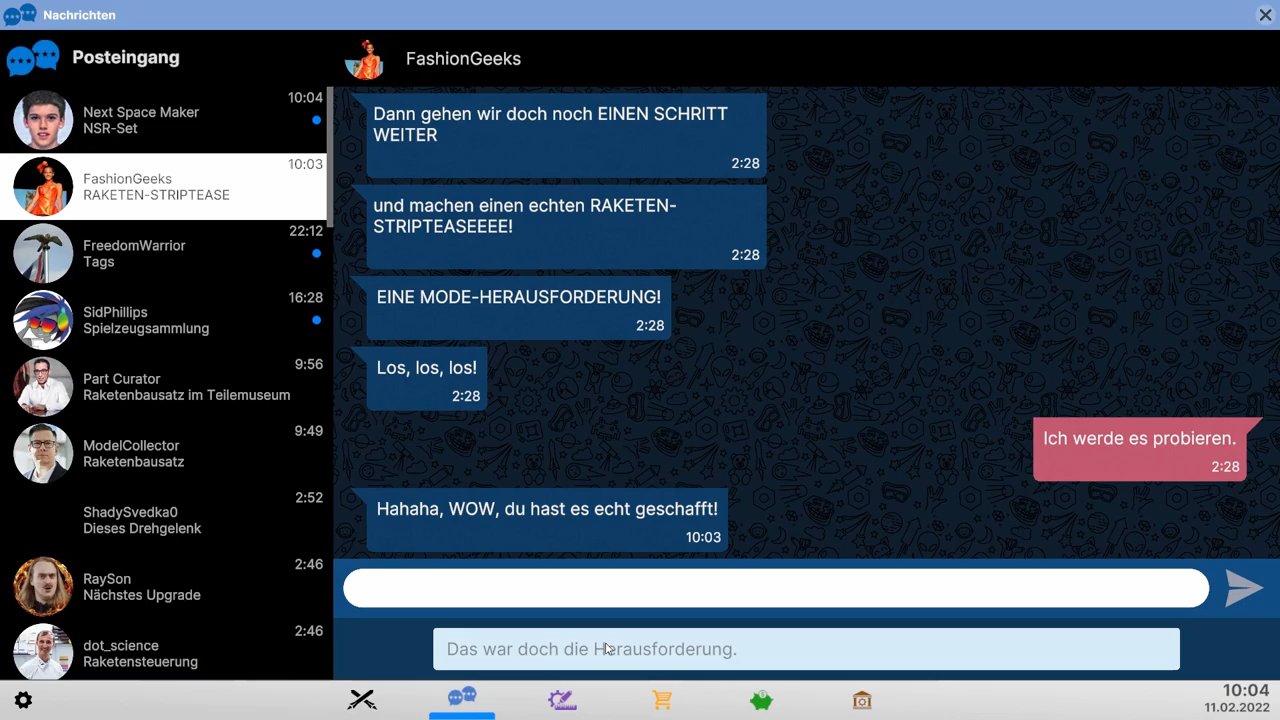 Nachrichten
Posteingang
Next Space Maker
NSR-Set
10:04
FashionGeeks
RAKETEN-STRIPTEASE
10:03
FreedomWarrior
Tags
22:12
SidPhillips
Spielzeugsammlung
16:28
Part Curator
Raketenbausatz im Teilemuseum
9:56
ModelCollector
Raketenbausatz
9:49
ShadySvedka0
Dieses Drehgelenk
2:52
RaySon
Nächstes Upgrade
2:46
dot_science
Raketensteuerung
2:46
FashionGeeks
Dann gehen wir doch noch EINEN SCHRITT
WEITER
2:28
und machen einen echten RAKETEN-
STRIPTEASEEEE!
2:28
EINE MODE-HERAUSFORDERUNG!
2:28
Los, los, los!
2:28
Ich werde es probieren.
2:28
Hahaha, WOW, du hast es echt geschafft!
10:03
Das war doch die Herausforderung.
10:04
11.02.2022